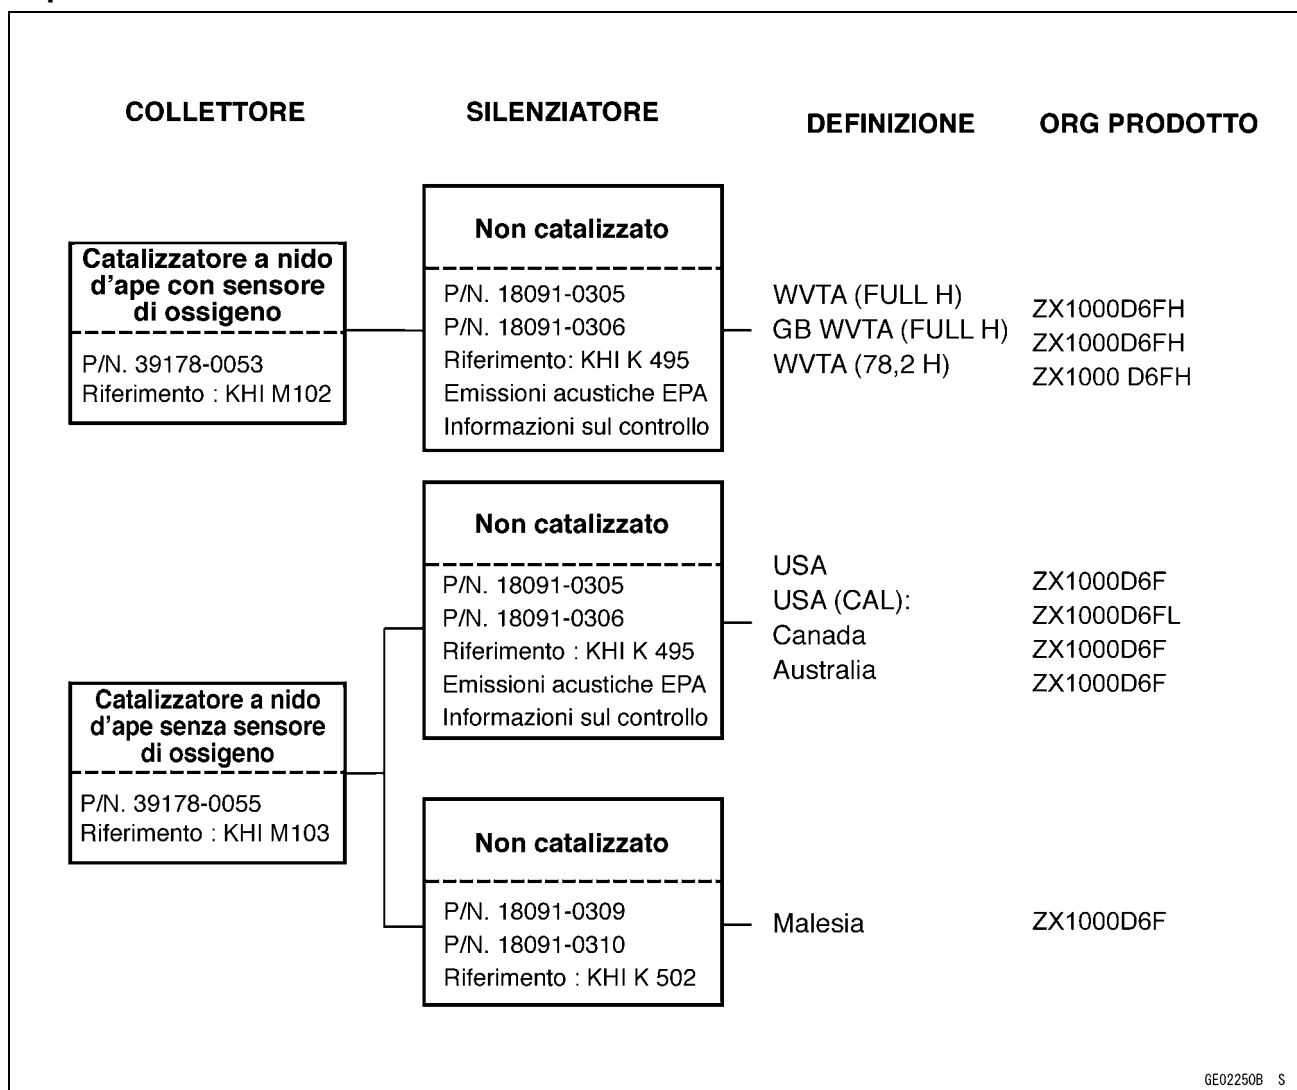 COLLETTORE
SILENZIATORE
DEFINIZIONE
ORG PRODOTTO
Catalizzatore a nido
d'ape con sensore
di ossigeno
P/N. 39178-0053
Riferimento : KHI M102
Non catalizzato
P/N. 18091-0305
P/N. 18091-0306
Riferimento: KHI K 495
Emissioni acustiche EPA
Informazioni sul controllo
WVTA (FULL H)
GB WVTA (FULL H)
WVTA (78,2 H)
ZX1000D6FH
ZX1000D6FH
ZX1000 D6FH
Catalizzatore a nido
d'ape senza sensore
di ossigeno
P/N. 39178-0055
Riferimento : KHI M103
Non catalizzato
P/N. 18091-0305
P/N. 18091-0306
Riferimento : KHI K 495
Emissioni acustiche EPA
Informazioni sul controllo
USA
USA (CAL):
Canada
Australia
ZX1000D6F
ZX1000D6FL
ZX1000D6F
ZX1000D6F
Non catalizzato
P/N. 18091-0309
P/N. 18091-0310
Riferimento : KHI K 502
Malesia
ZX1000D6F
GE02250B S